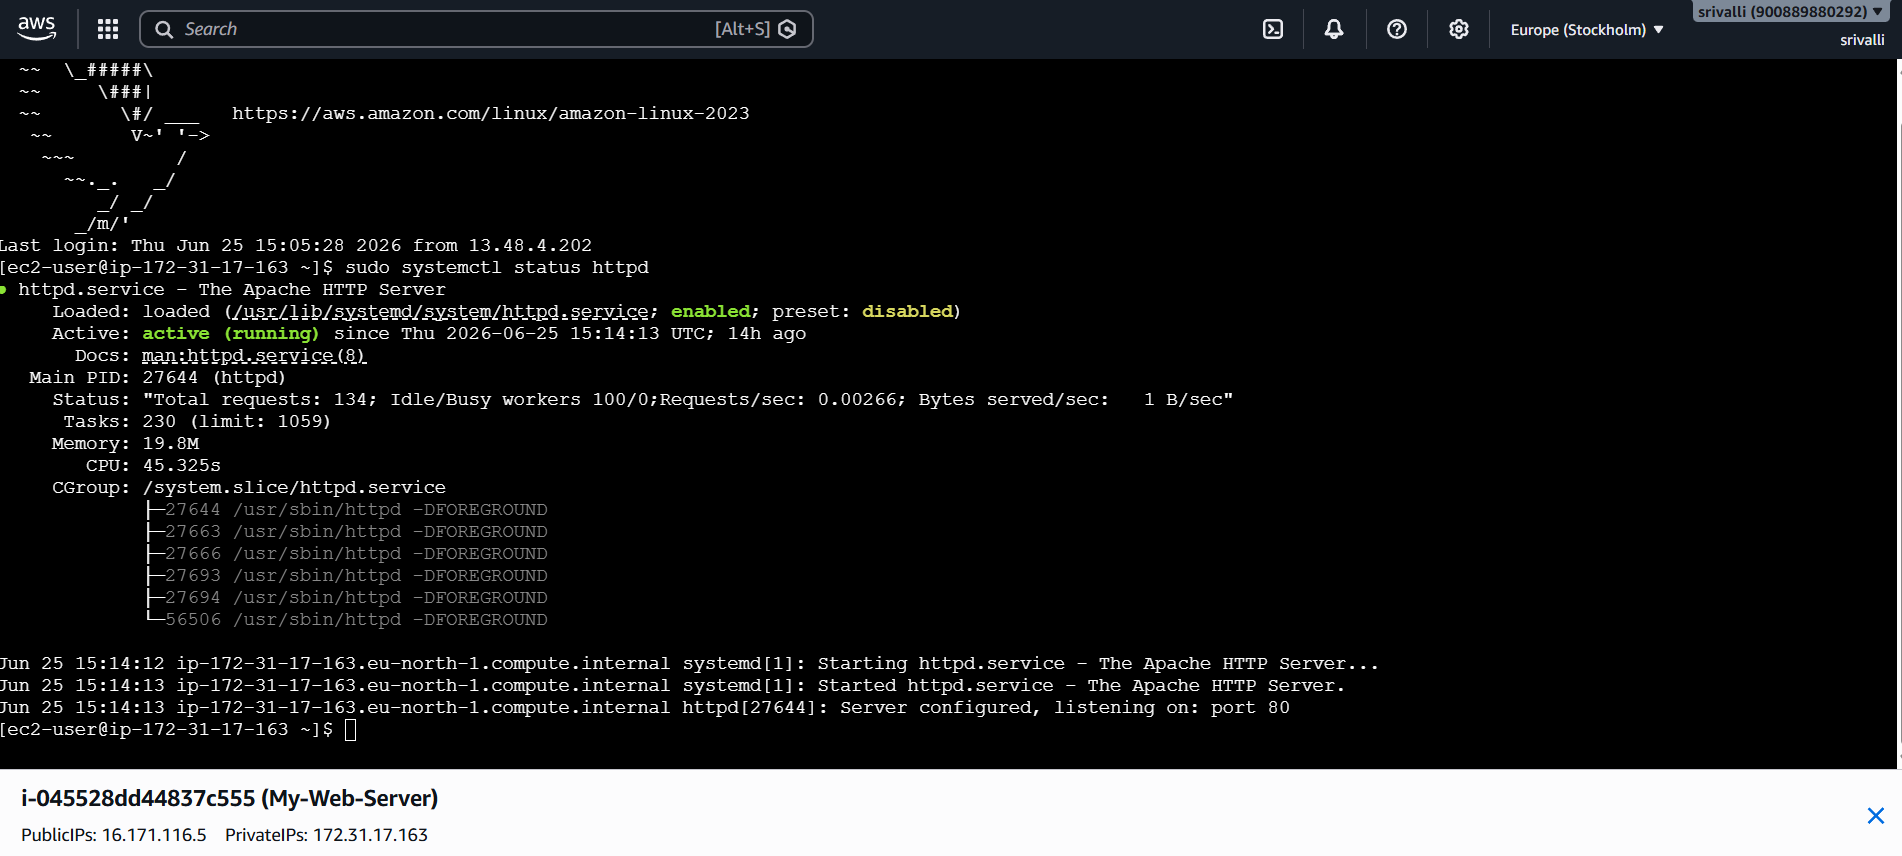 aws
Search [Alt+S]
Europe (Stockholm) ▼
srivalli (900889880292) ▼
srivalli
~~  \_#####\
~~     \###|
~~       \#/ ___   https://aws.amazon.com/linux/amazon-linux-2023
~~       V~' '->
~~~         /
~~._.   _/
_/ _/
_/m/'
Last login: Thu Jun 25 15:05:28 2026 from 13.48.4.202
[ec2-user@ip-172-31-17-163 ~]$ sudo systemctl status httpd
● httpd.service - The Apache HTTP Server
Loaded: loaded (/usr/lib/systemd/system/httpd.service; enabled; preset: disabled)
Active: active (running) since Thu 2026-06-25 15:14:13 UTC; 14h ago
Docs: man:httpd.service(8)
Main PID: 27644 (httpd)
Status: "Total requests: 134; Idle/Busy workers 100/0;Requests/sec: 0.00266; Bytes served/sec:   1 B/sec"
Tasks: 230 (limit: 1059)
Memory: 19.8M
CPU: 45.325s
CGroup: /system.slice/httpd.service
├─27644 /usr/sbin/httpd -DFOREGROUND
├─27663 /usr/sbin/httpd -DFOREGROUND
├─27666 /usr/sbin/httpd -DFOREGROUND
├─27693 /usr/sbin/httpd -DFOREGROUND
├─27694 /usr/sbin/httpd -DFOREGROUND
└─56506 /usr/sbin/httpd -DFOREGROUND
Jun 25 15:14:12 ip-172-31-17-163.eu-north-1.compute.internal systemd[1]: Starting httpd.service - The Apache HTTP Server...
Jun 25 15:14:13 ip-172-31-17-163.eu-north-1.compute.internal systemd[1]: Started httpd.service - The Apache HTTP Server.
Jun 25 15:14:13 ip-172-31-17-163.eu-north-1.compute.internal httpd[27644]: Server configured, listening on: port 80
[ec2-user@ip-172-31-17-163 ~]$
i-045528dd44837c555 (My-Web-Server)
PublicIPs: 16.171.116.5 PrivateIPs: 172.31.17.163